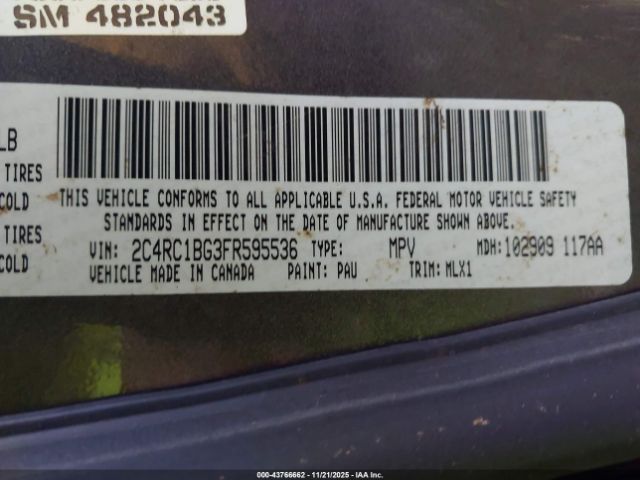 SM 482043
LB
TIRES
COLD
TIRES
COLD
THIS VEHICLE CONFORMS TO ALL APPLICABLE U.S.A. FEDERAL MOTOR VEHICLE SAFETY
STANDARDS IN EFFECT ON THE DATE OF MANUFACTURE SHOWN ABOVE.
VIN: 2C4RC1BG3FR595536 TYPE: MPV MDH: 102909 117AA
VEHICLE MADE IN CANADA PAINT: PAU TRIM: MLX1
000-43766662 - 11/21/2025 - IAA Inc.